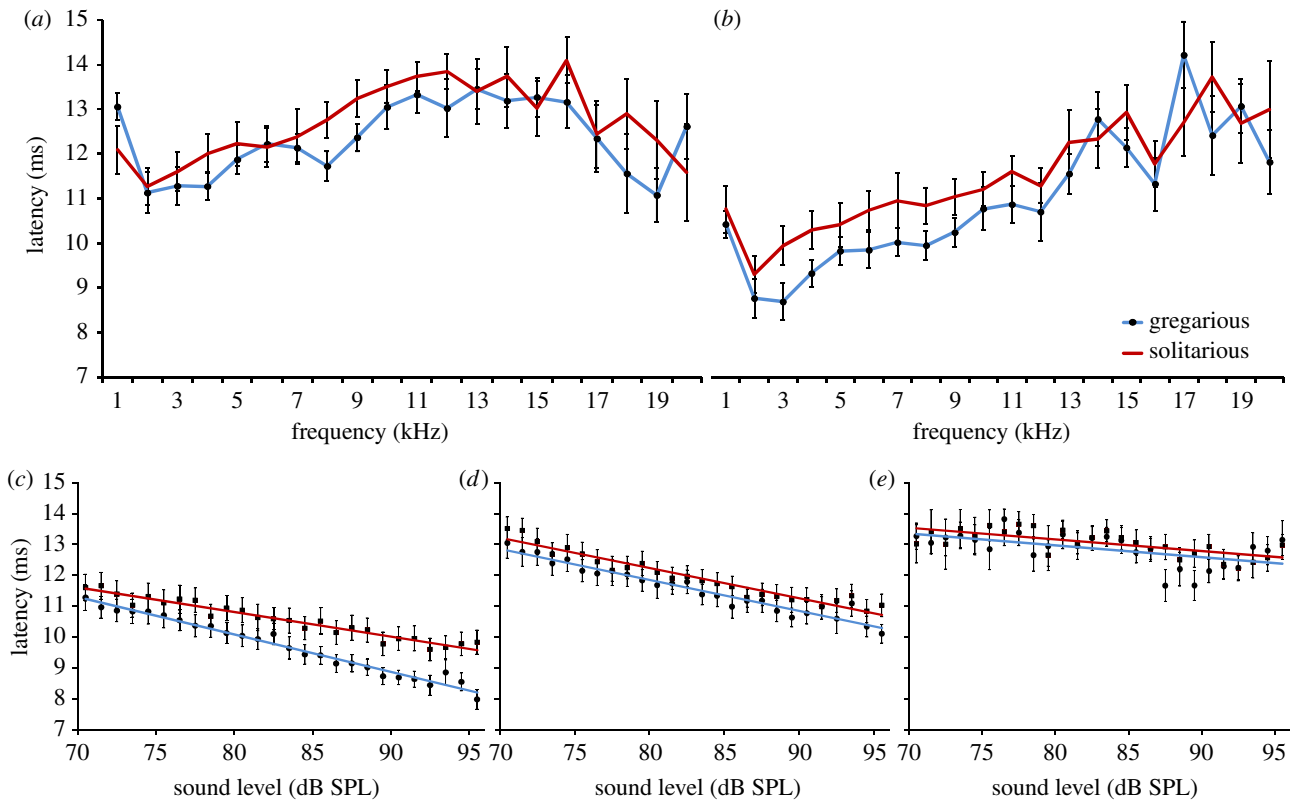 (a)
(b)
15
14
13
12
11
10
9
8
7
latency (ms)
1 3 5 7 9 11 13 15 17 19
1 3 5 7 9 11 13 15 17 19
frequency (kHz)
frequency (kHz)
gregarious
solitarious
(c)
(d)
(e)
15
14
13
12
11
10
9
8
7
latency (ms)
70 75 80 85 90 95
70 75 80 85 90 95
70 75 80 85 90 95
sound level (dB SPL)
sound level (dB SPL)
sound level (dB SPL)